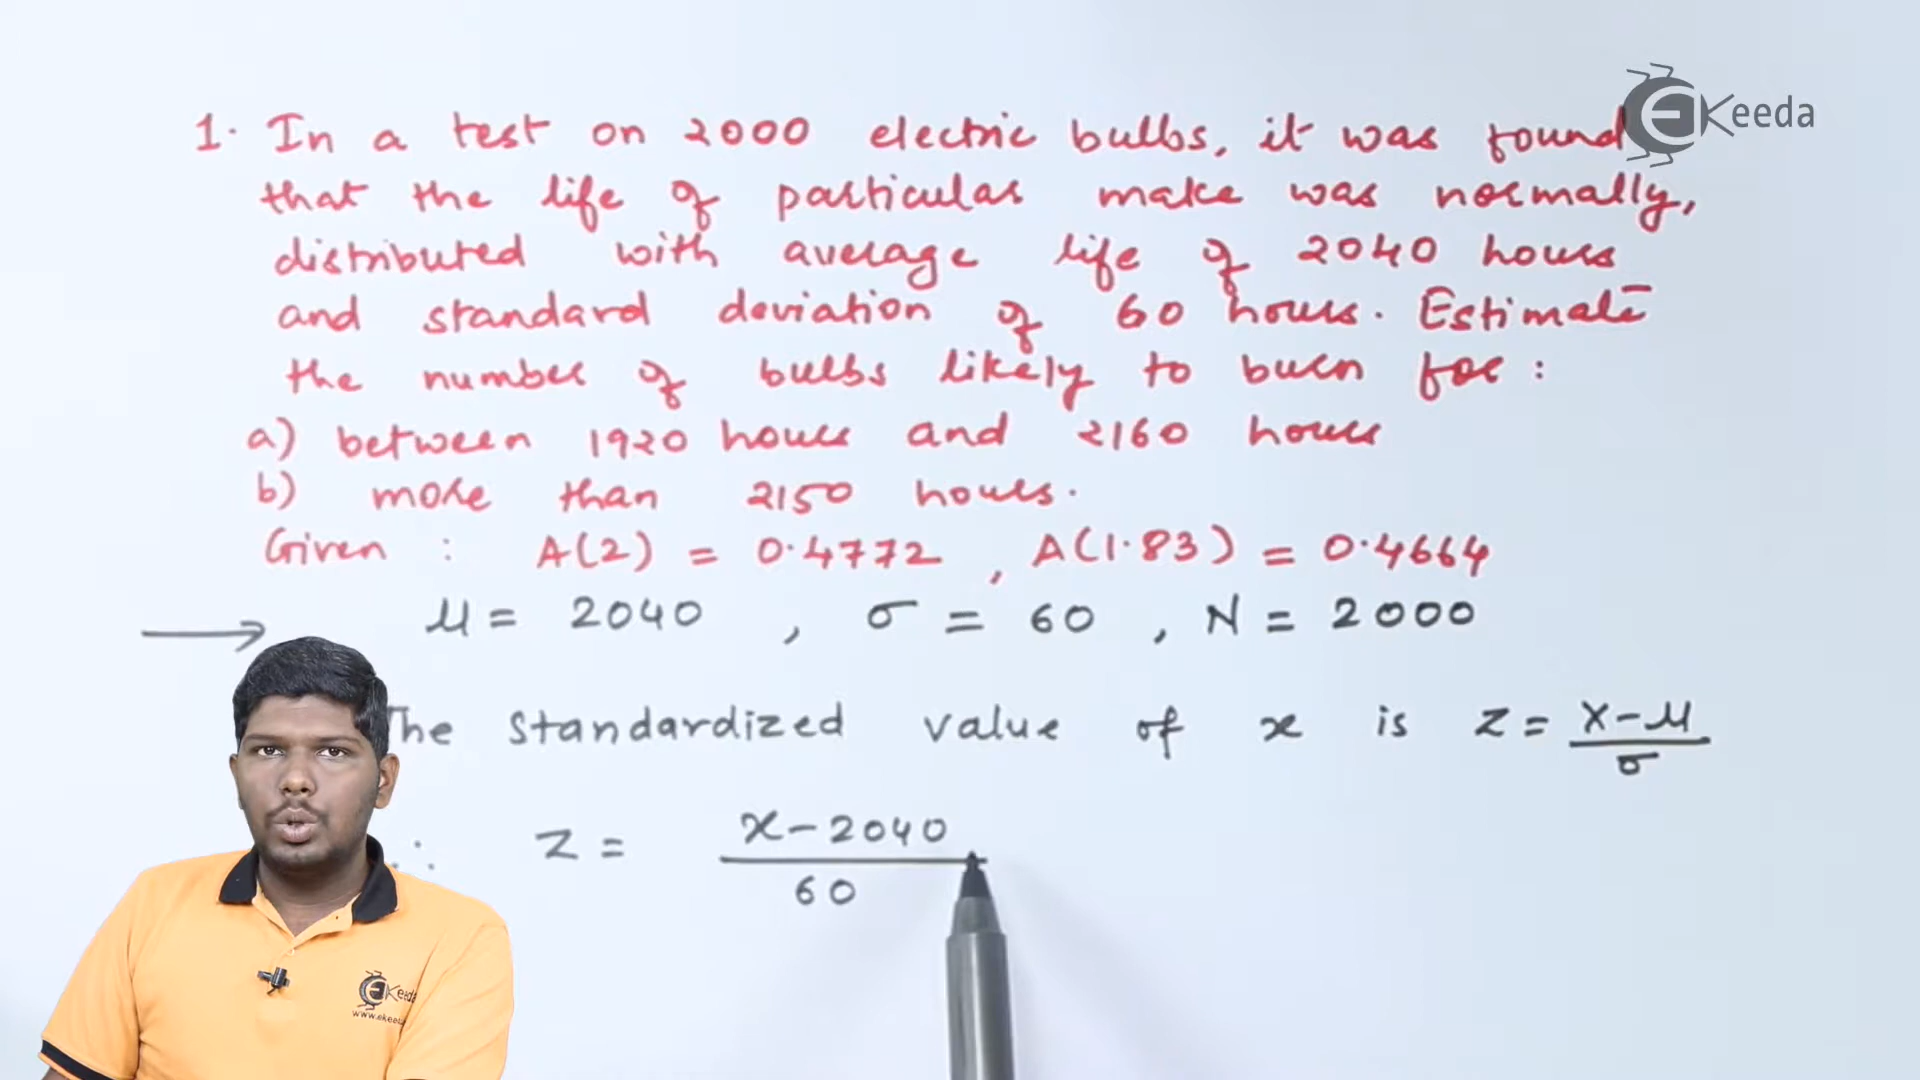 EKeeda
1. In a test on 2000 electric bulbs, it was found
that the life of particular make was normally,
distributed with average life of 2040 hours
and standard deviation of 60 hours. Estimate
the number of bulbs likely to burn for :
a) between 1920 hours and 2160 hours
b) more than 2150 hours.
Given : A(2) = 0.4772 , A(1.83) = 0.4664
→ μ = 2040 , σ = 60 , N = 2000
The standardized value of x is z = X-μ
σ
∴ z = x-2040
60
EKeeda